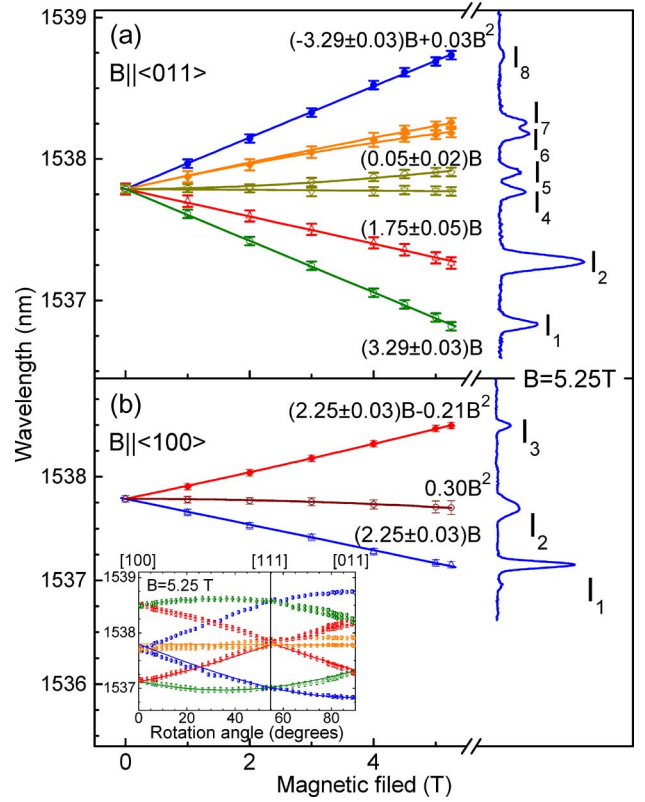 1539
(a)
(-3.29±0.03)B+0.03B²
B||<011>
I₈
I₇
1538
(0.05±0.02)B
I₆
I₅
I₄
(1.75±0.05)B
I₂
1537
I₁
(3.29±0.03)B
B=5.25T
Wavelength (nm)
(b)
(2.25±0.03)B-0.21B²
B||<100>
I₃
1538
0.30B²
I₂
(2.25±0.03)B
[100] [111] [011]
1537
I₁
1539
B=5.25 T
1538
1537
1536
0 20 40 60 80
Rotation angle (degrees)
0 2 4
Magnetic filed (T)